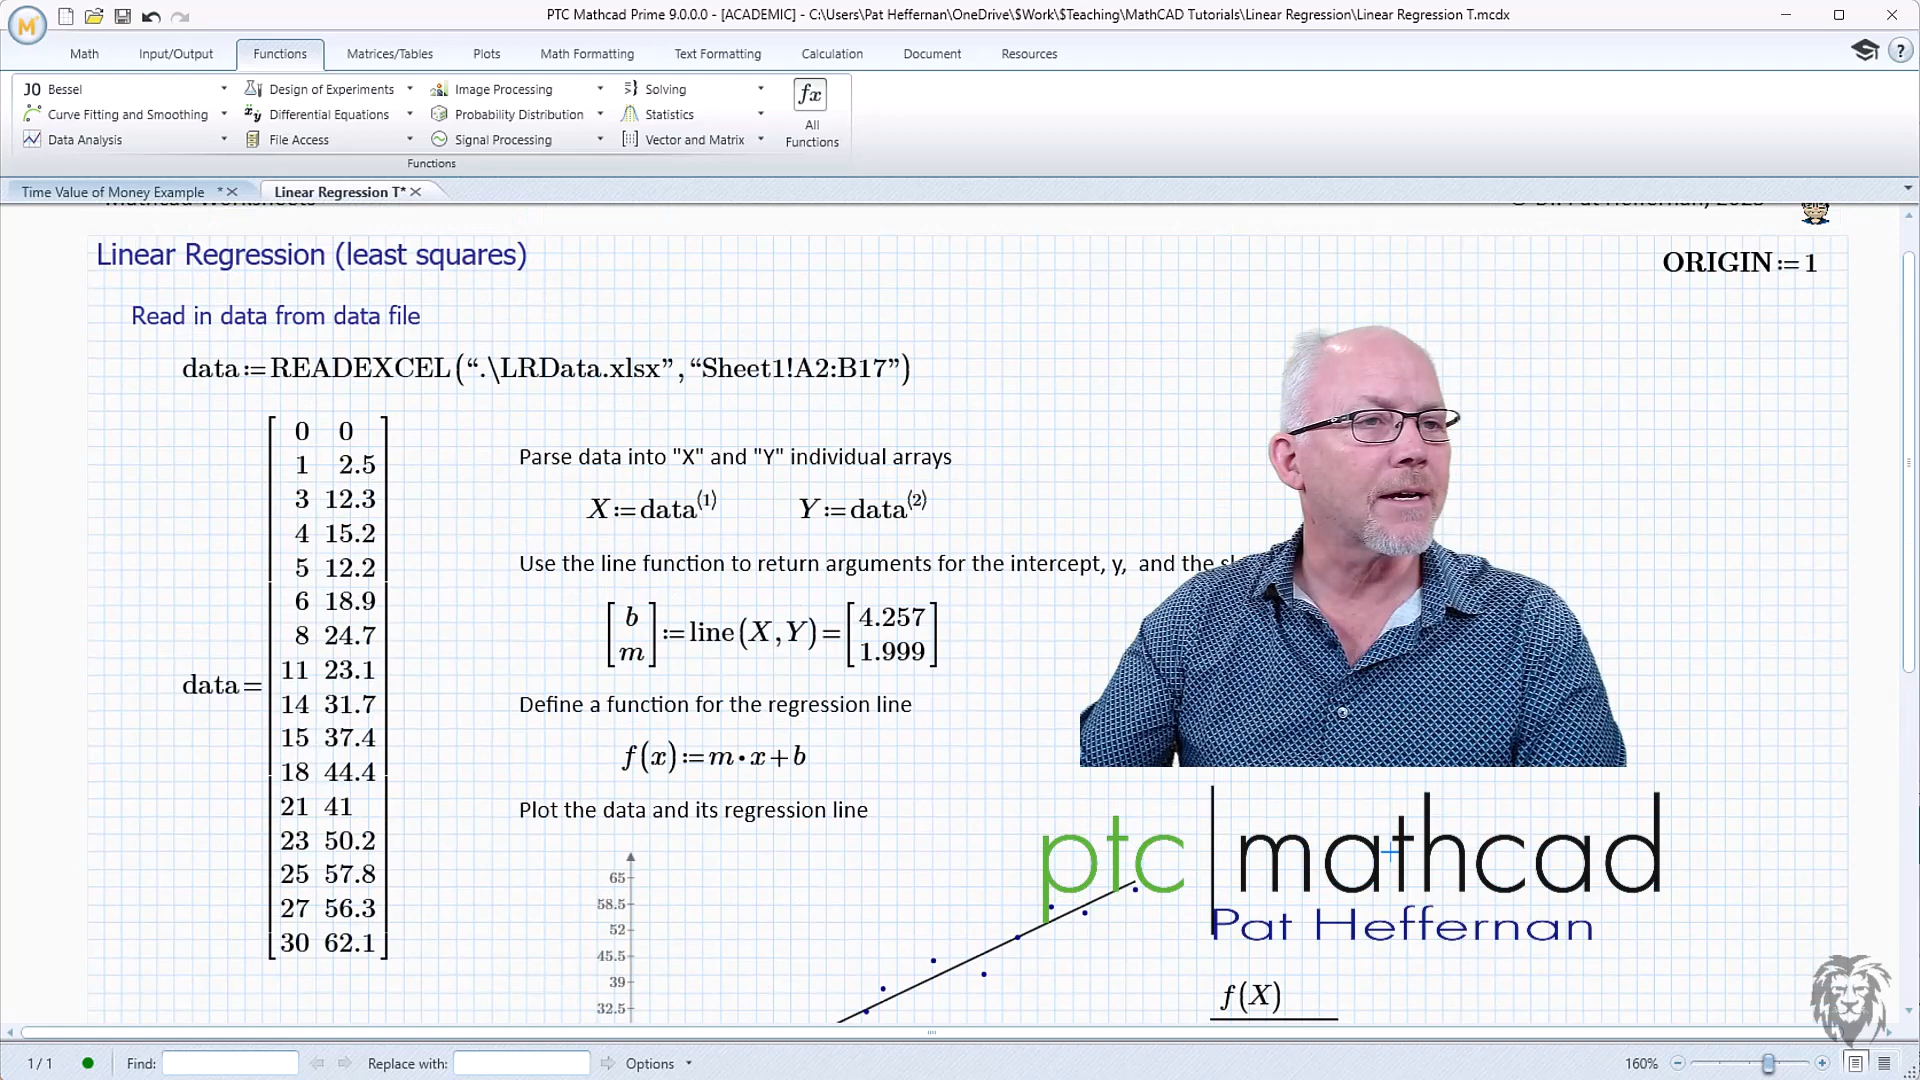 PTC Mathcad Prime 9.0.0.0 - [ACADEMIC] - C:\Users\Pat Heffernan\OneDrive\$Work\$Teaching\MathCAD Tutorials\Linear Regression\Linear Regression T.mcdx
Math Input/Output Functions Matrices/Tables Plots Math Formatting Text Formatting Calculation Document Resources
J0 Bessel Design of Experiments Image Processing Solving fx
Curve Fitting and Smoothing Differential Equations Probability Distribution Statistics All
Data Analysis File Access Signal Processing Vector and Matrix Functions
Functions
Time Value of Money Example * Linear Regression T*
Linear Regression (least squares)
ORIGIN:=1
Read in data from data file
data:=READEXCEL(“.\LRData.xlsx”,“Sheet1!A2:B17”)
data=
0 0
1 2.5
3 12.3
4 15.2
5 12.2
6 18.9
8 24.7
11 23.1
14 31.7
15 37.4
18 44.4
21 41
23 50.2
25 57.8
27 56.3
30 62.1
Parse data into "X" and "Y" individual arrays
X:=data⟨1⟩ Y:=data⟨2⟩
Use the line function to return arguments for the intercept, y, and the
[b m]:=line(X,Y)=[4.257 1.999]
Define a function for the regression line
f(x):=m·x+b
Plot the data and its regression line
65
58.5
52
45.5
39
32.5
ptc mathcad
Pat Heffernan
f(X)
1 / 1 Find: Replace with: Options 160%